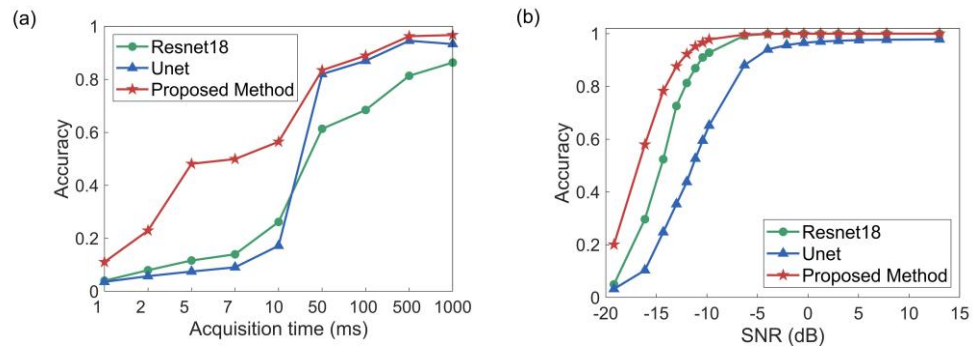 (a)
1
0.8
0.6
0.4
0.2
0
Accuracy
Resnet18
Unet
Proposed Method
1 2 5 7 10 50 100 500 1000
Acquisition time (ms)
(b)
1
0.8
0.6
0.4
0.2
0
Accuracy
Resnet18
Unet
Proposed Method
-20 -15 -10 -5 0 5 10 15
SNR (dB)